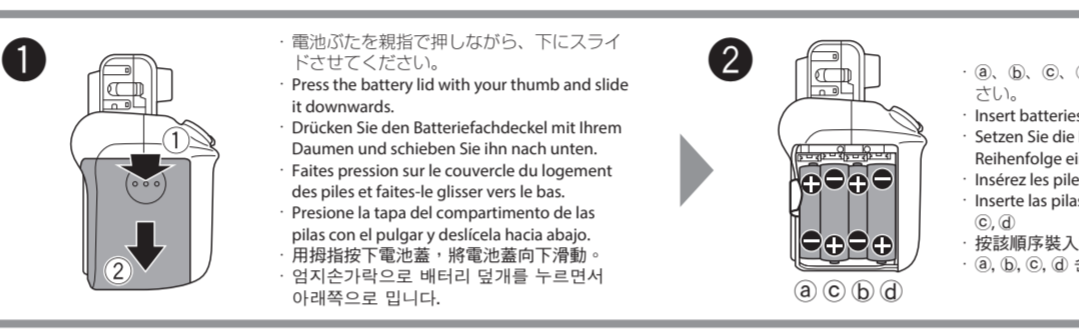 1
· 電池ぶたを親指で押しながら、下にスライ
ドさせてください。
· Press the battery lid with your thumb and slide
it downwards.
· Drücken Sie den Batteriefachdeckel mit Ihrem
Daumen und schieben Sie ihn nach unten.
· Faites pression sur le couvercle du logement
des piles et faites-le glisser vers le bas.
· Presione la tapa del compartimento de las
pilas con el pulgar y deslícela hacia abajo.
· 用拇指按下電池蓋，將電池蓋向下滑動。
· 엄지손가락으로 배터리 덮개를 누르면서
아래쪽으로 밉니다.
①
②
2
ⓐ ⓒ ⓑ ⓓ
· ⓐ、ⓑ、ⓒ、
さい。
· Insert batteries
· Setzen Sie die
Reihenfolge
· Insérez les
· Inserte las
ⓒ, ⓓ
· 按該順序裝入
· ⓐ, ⓑ, ⓒ, ⓓ